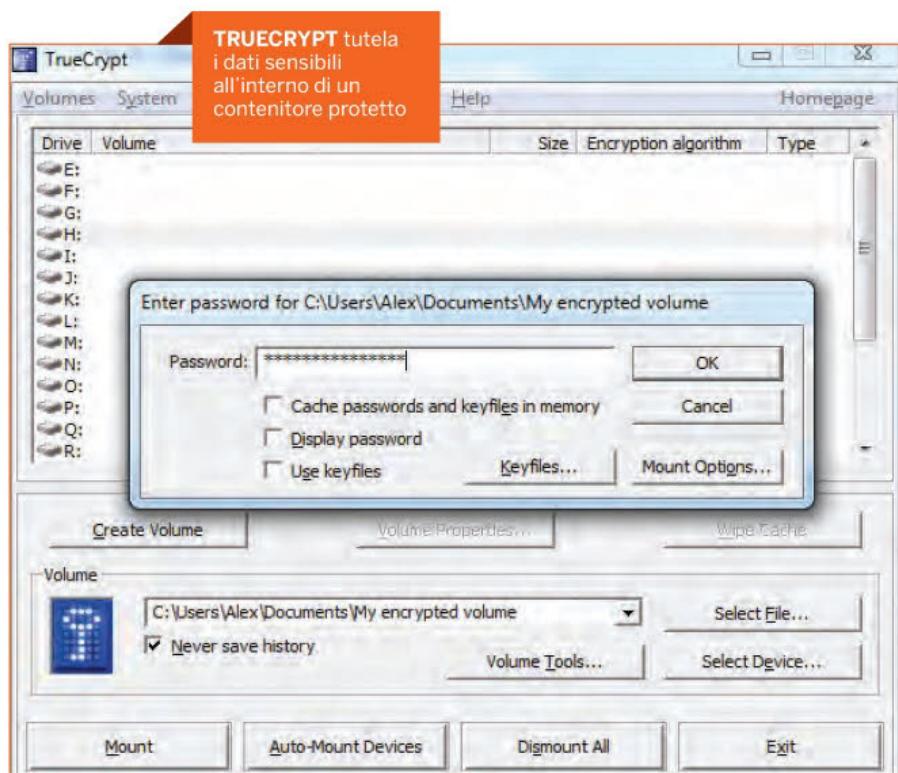 TRUECRYPT tutela
i dati sensibili
all'interno di un
contenitore protetto
TrueCrypt
Volumes System Help Homepage
Drive Volume Size Encryption algorithm Type
E:
F:
G:
H:
I:
J:
K:
L:
M:
N:
O:
P:
Q:
R:
Enter password for C:\Users\Alex\Documents\My encrypted volume
Password: ***************
OK
Cache passwords and keyfiles in memory
Cancel
Display password
Use keyfiles
Keyfiles...
Mount Options...
Create Volume
Volume Properties...
Wipe Cache
Volume
C:\Users\Alex\Documents\My encrypted volume
Select File...
Never save history
Volume Tools...
Select Device...
Mount
Auto-Mount Devices
Dismount All
Exit